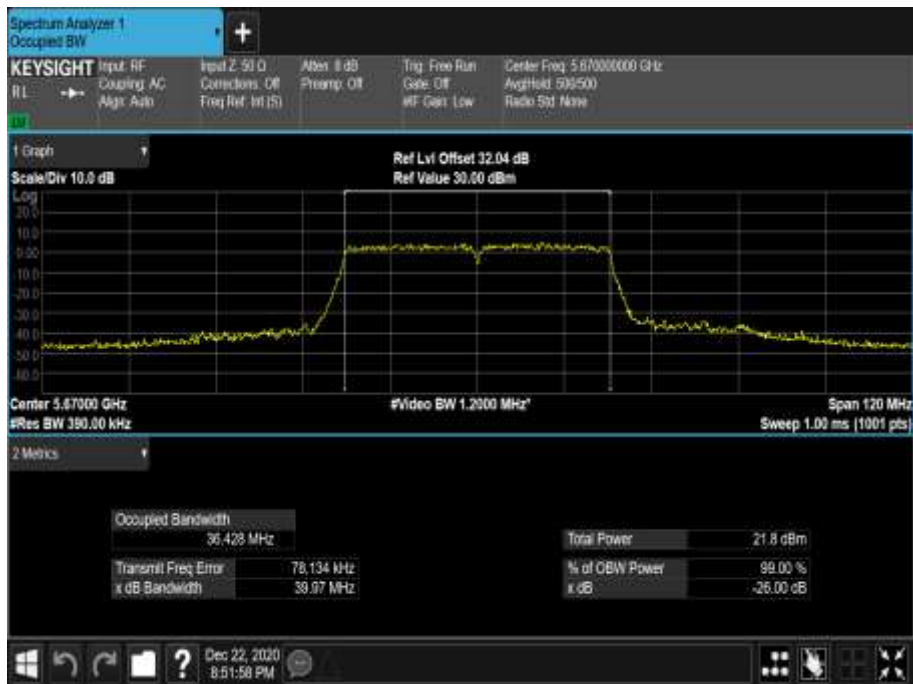 Spectrum Analyzer 1
Occupied BW
+
KEYSIGHT
Input: RF
Input Z: 50 Ω
Atten: 8 dB
Trig: Free Run
Center Freq: 5.670000000 GHz
RL
Coupling: AC
Corrections: Off
Preamp: Off
Gate: Off
Avg|Hold: 500/500
Align: Auto
Freq Ref: Int (S)
#IF Gain: Low
Radio Std: None
1 Graph
Ref Lvl Offset 32.04 dB
Scale/Div 10.0 dB
Ref Value 30.00 dBm
Log
20.0
10.0
0.00
-10.0
-20.0
-30.0
-40.0
-50.0
-60.0
Center 5.67000 GHz
#Video BW 1.2000 MHz*
Span 120 MHz
#Res BW 390.00 kHz
Sweep 1.00 ms (1001 pts)
2 Metrics
Occupied Bandwidth
36.428 MHz
Total Power
21.8 dBm
Transmit Freq Error
78.134 kHz
% of OBW Power
99.00 %
x dB Bandwidth
39.97 MHz
x dB
-26.00 dB
?
Dec 22, 2020
8:51:58 PM